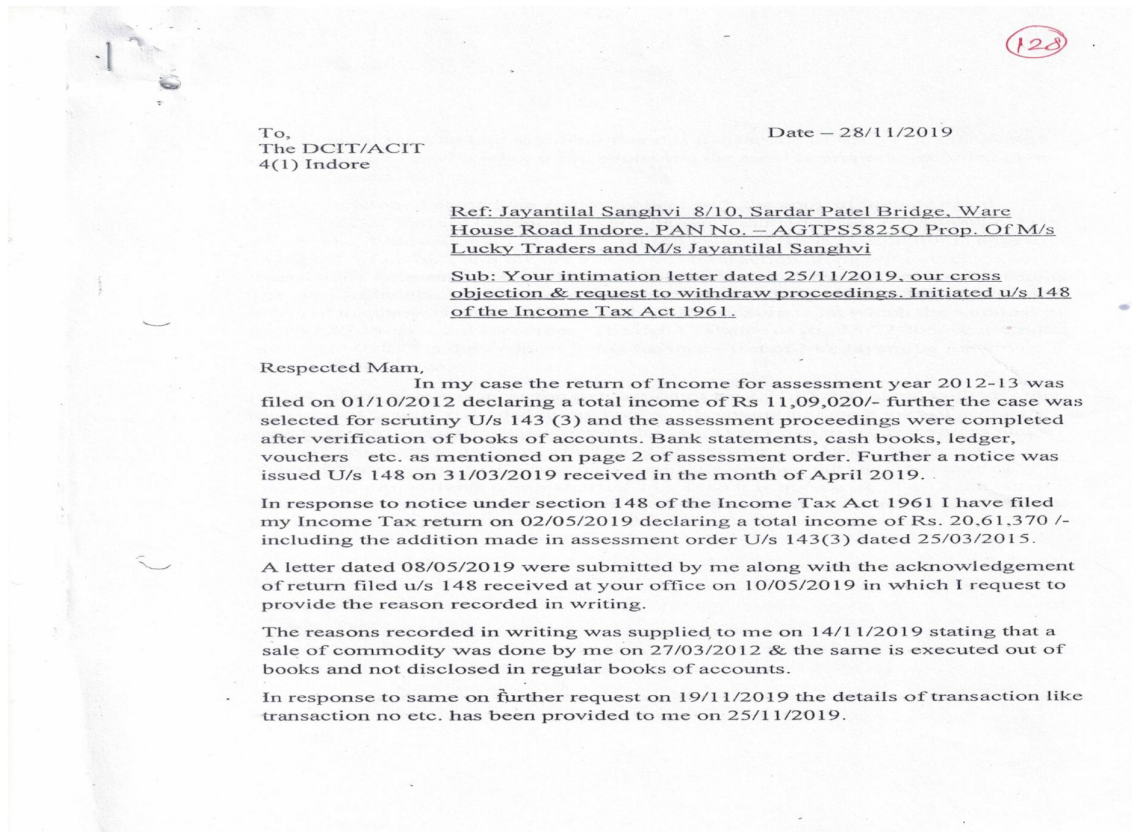 128
To,
Date – 28/11/2019
The DCIT/ACIT
4(1) Indore
Ref: Jayantilal Sanghvi 8/10, Sardar Patel Bridge, Ware
House Road Indore. PAN No. – AGTPS5825Q Prop. Of M/s
Lucky Traders and M/s Jayantilal Sanghvi
Sub: Your intimation letter dated 25/11/2019, our cross
objection & request to withdraw proceedings. Initiated u/s 148
of the Income Tax Act 1961.
Respected Mam,
In my case the return of Income for assessment year 2012-13 was
filed on 01/10/2012 declaring a total income of Rs 11,09,020/- further the case was
selected for scrutiny U/s 143 (3) and the assessment proceedings were completed
after verification of books of accounts. Bank statements, cash books, ledger,
vouchers etc. as mentioned on page 2 of assessment order. Further a notice was
issued U/s 148 on 31/03/2019 received in the month of April 2019.
In response to notice under section 148 of the Income Tax Act 1961 I have filed
my Income Tax return on 02/05/2019 declaring a total income of Rs. 20,61,370 /-
including the addition made in assessment order U/s 143(3) dated 25/03/2015.
A letter dated 08/05/2019 were submitted by me along with the acknowledgement
of return filed u/s 148 received at your office on 10/05/2019 in which I request to
provide the reason recorded in writing.
The reasons recorded in writing was supplied to me on 14/11/2019 stating that a
sale of commodity was done by me on 27/03/2012 & the same is executed out of
books and not disclosed in regular books of accounts.
In response to same on further request on 19/11/2019 the details of transaction like
transaction no etc. has been provided to me on 25/11/2019.